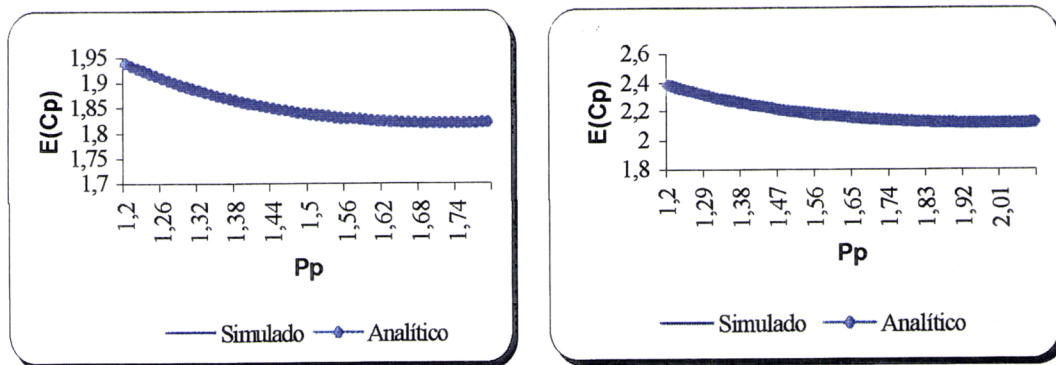 1,95
1,9
1,85
1,8
1,75
1,7
E(Cp)
1,2 1,26 1,32 1,38 1,44 1,5 1,56 1,62 1,68 1,74
Pp
Simulado Analítico
2,6
2,4
2,2
2
1,8
E(Cp)
1,2 1,29 1,38 1,47 1,56 1,65 1,74 1,83 1,92 2,01
Pp
Simulado Analítico